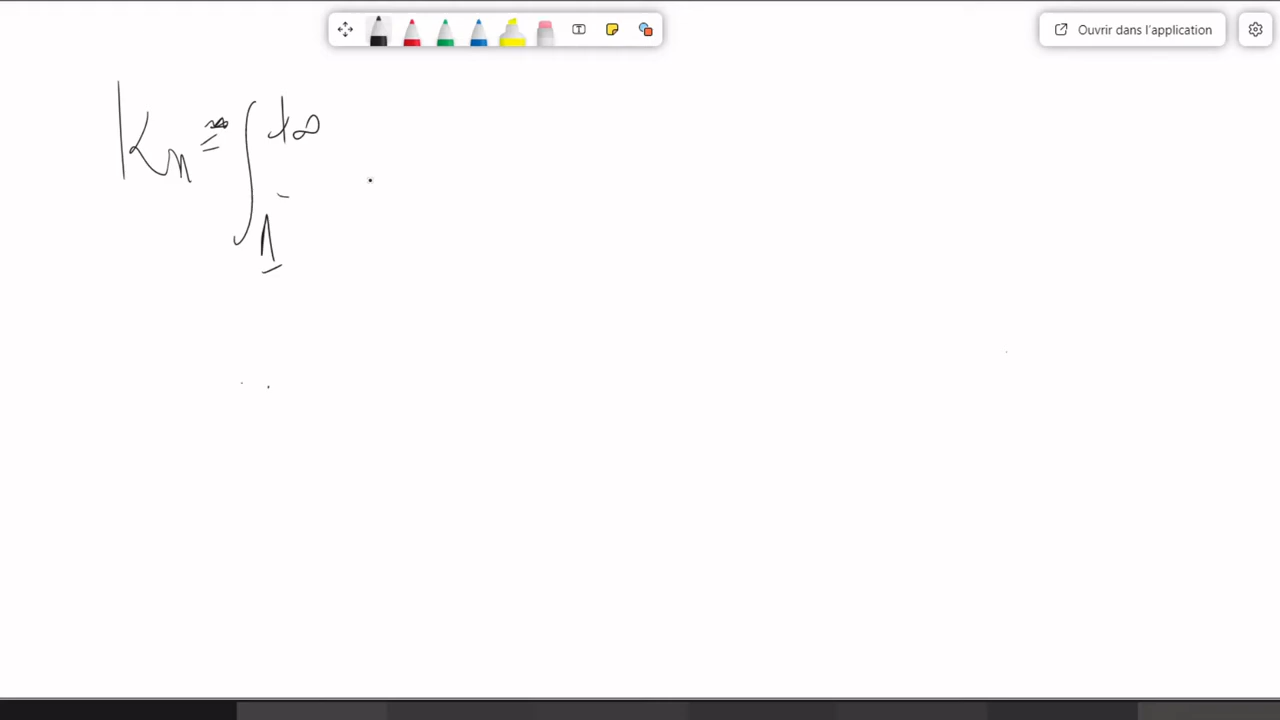 Ouvrir dans l'application
Kn = ∫ +∞
1